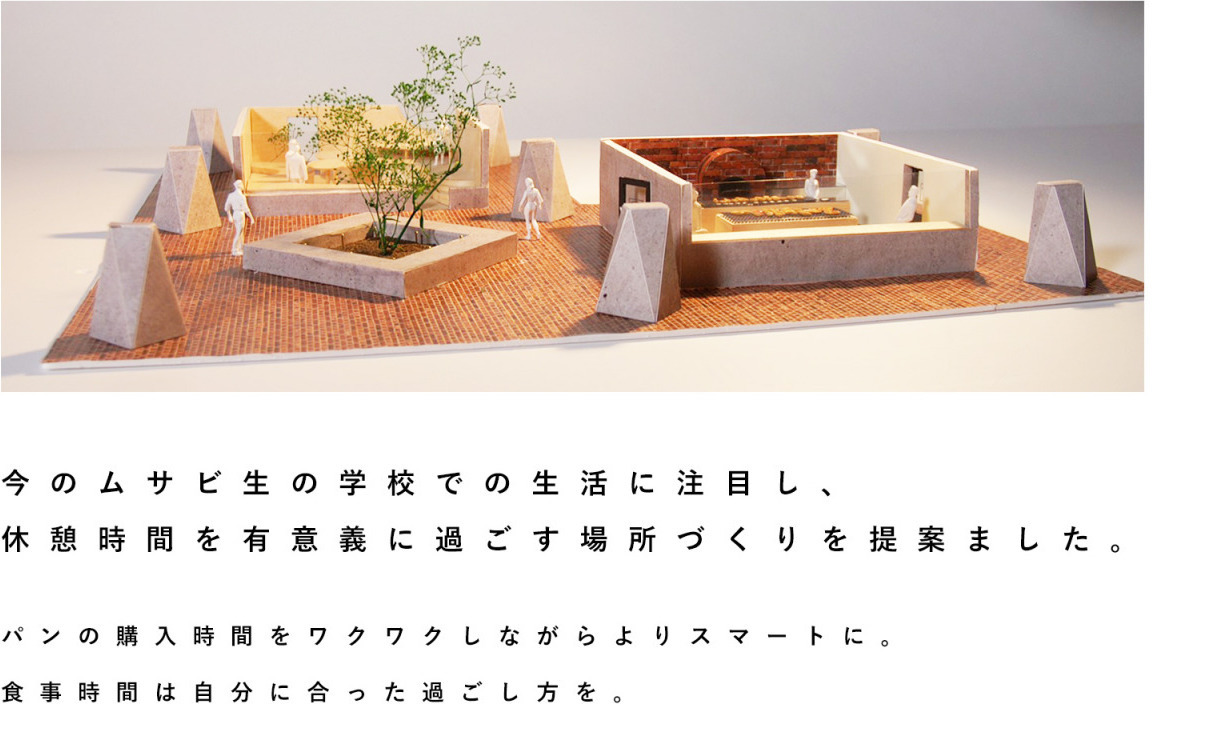 今のムサビ生の学校での生活に注目し、
休憩時間を有意義に過ごす場所づくりを提案ました。
パンの購入時間をワクワクしながらよりスマートに。
食事時間は自分に合った過ごし方を。